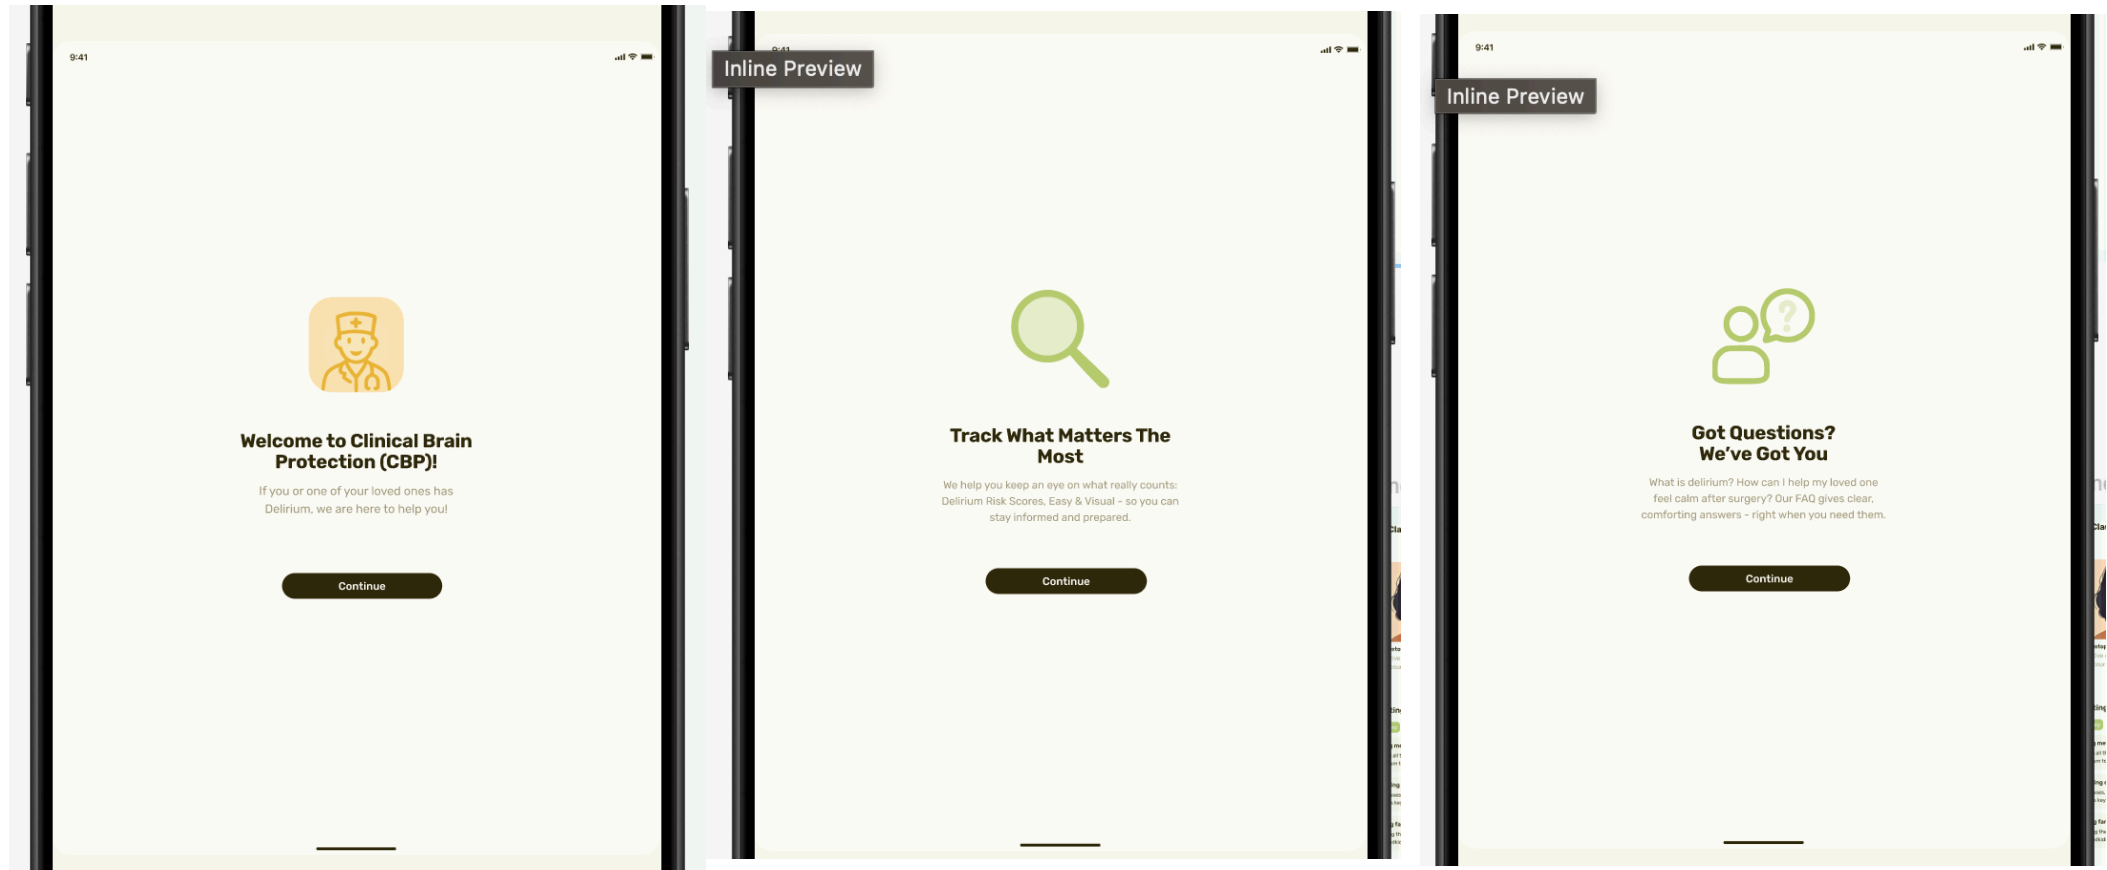 9:41
Welcome to Clinical Brain
Protection (CBP)!
If you or one of your loved ones has
Delirium, we are here to help you!
Continue
9:41
Inline Preview
Track What Matters The
Most
We help you keep an eye on what really counts:
Delirium Risk Scores, Easy & Visual - so you can
stay informed and prepared.
Continue
9:41
Inline Preview
?
Got Questions?
We've Got You
What is delirium? How can I help my loved one
feel calm after surgery? Our FAQ gives clear,
comforting answers - right when you need them.
Continue